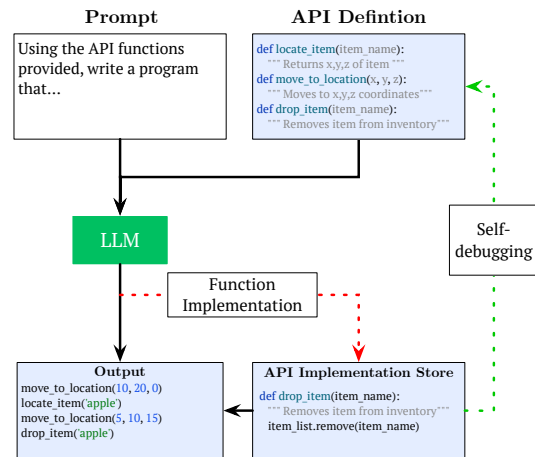 Prompt
Using the API functions
provided, write a program
that...
API Defintion
def locate_item(item_name):
""" Returns x,y,z of item """
def move_to_location(x, y, z):
""" Moves to x,y,z coordinates"""
def drop_item(item_name):
""" Removes item from inventory"""
LLM
Self-
debugging
Function
Implementation
Output
move_to_location(10, 20, 0)
locate_item('apple')
move_to_location(5, 10, 15)
drop_item('apple')
API Implementation Store
def drop_item(item_name):
""" Removes item from inventory"""
item_list.remove(item_name)